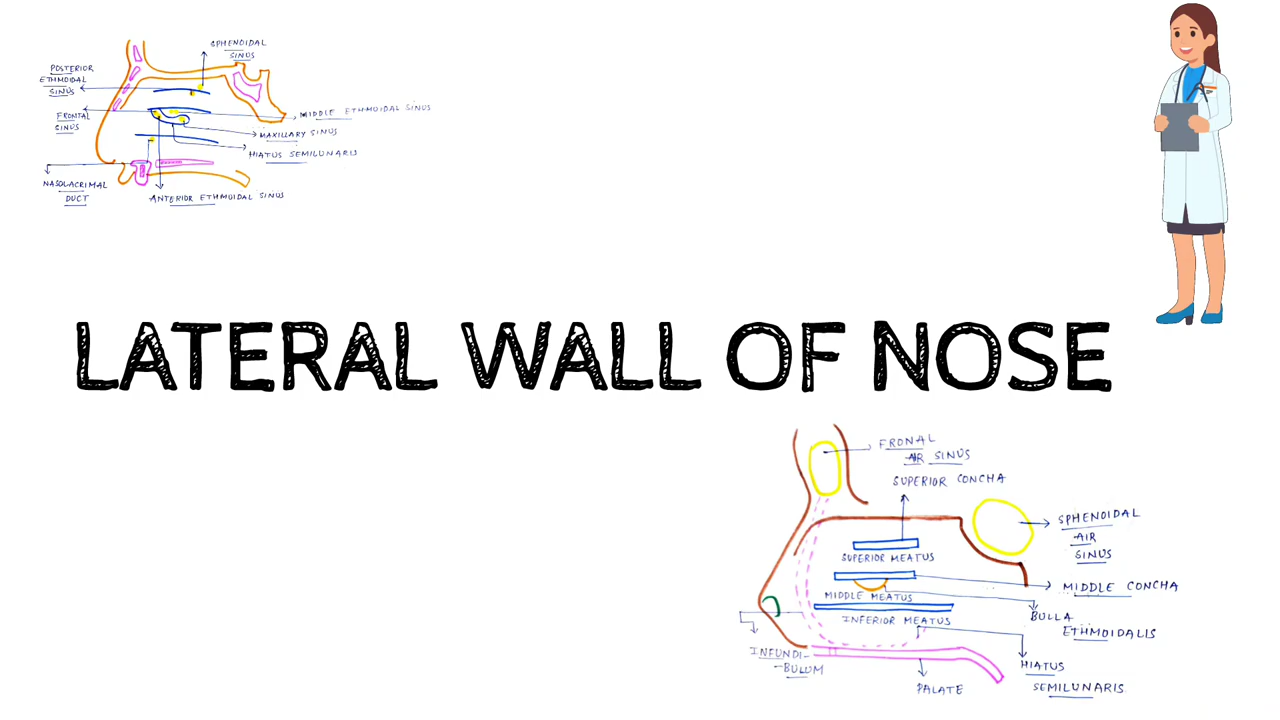 SPHENOIDAL
SINUS
POSTERIOR
ETHMOIDAL
SINUS
FRONTAL
SINUS
MIDDLE ETHMOIDAL SINUS
MAXILLARY SINUS
HIATUS SEMILUNARIS
NASOLACRIMAL
DUCT
ANTERIOR ETHMOIDAL SINUS
LATERAL WALL OF NOSE
FRONAL
AIR SINUS
SUPERIOR CONCHA
SPHENOIDAL
AIR
SINUS
SUPERIOR MEATUS
MIDDLE CONCHA
MIDDLE MEATUS
BULLA
ETHMOIDALIS
INFERIOR MEATUS
INFUNDI-
-BULUM
HIATUS
SEMILUNARIS
PALATE